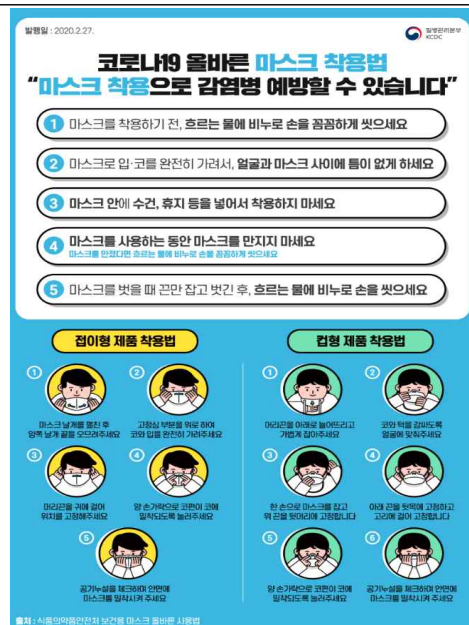 발행일 : 2020.2.27.
질병관리본부
KCDC
코로나19 올바른 마스크 착용법
“마스크 착용으로 감염병 예방할 수 있습니다”
1 마스크를 착용하기 전, 흐르는 물에 비누로 손을 꼼꼼하게 씻으세요
2 마스크로 입·코를 완전히 가려서, 얼굴과 마스크 사이에 틈이 없게 하세요
3 마스크 안에 수건, 휴지 등을 넣어서 착용하지 마세요
4 마스크를 사용하는 동안 마스크를 만지지 마세요
마스크를 만졌다면 흐르는 물에 비누로 손을 꼼꼼하게 씻으세요
5 마스크를 벗을 때 끈만 잡고 벗긴 후, 흐르는 물에 비누로 손을 씻으세요
접이형 제품 착용법
1
마스크 날개를 펼친 후
양쪽 날개 끝을 오므려주세요
2
고정심 부분을 위로 하여
코와 입을 완전히 가려주세요
3
머리끈을 귀에 걸어
위치를 고정해주세요
4
양 손가락으로 코편이 코에
밀착되도록 눌러주세요
5
공기누설을 체크하며 안면에
마스크를 밀착시켜 주세요
컵형 제품 착용법
1
머리끈을 아래로 늘어뜨리고
가볍게 잡아주세요
2
코와 턱을 감싸도록
얼굴에 맞춰주세요
3
한 손으로 마스크를 잡고
위 끈을 뒷머리에 고정합니다
4
아래 끈을 뒷목에 고정하고
고리에 걸어 고정합니다
5
양 손가락으로 코편이 코에
밀착되도록 눌러주세요
6
공기누설을 체크하며 안면에
마스크를 밀착시켜 주세요
출처 : 식품의약품안전처 보건용 마스크 올바른 사용법